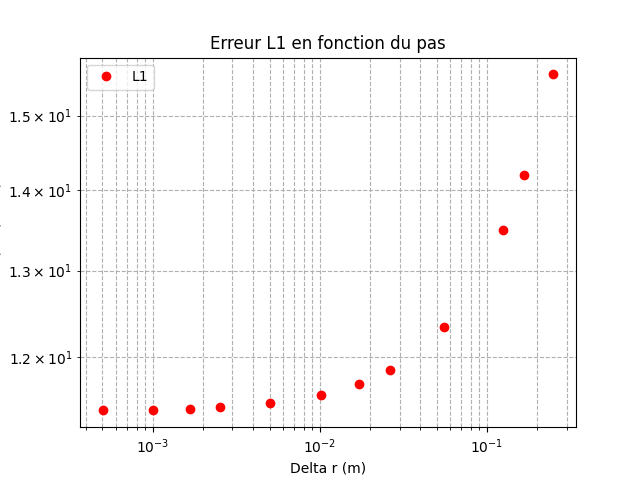 Erreur L1 en fonction du pas
L1
1.5 × 10¹
1.4 × 10¹
1.3 × 10¹
1.2 × 10¹
10⁻³ 10⁻² 10⁻¹
Delta r (m)